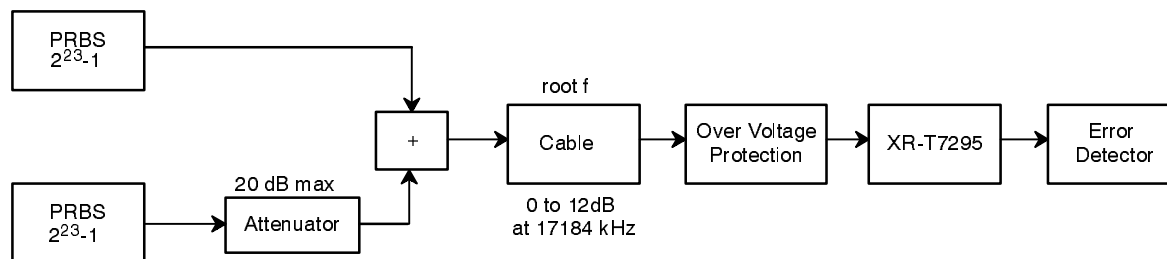 PRBS
2²³-1
root f
+
Cable
Over Voltage
Protection
XR-T7295
Error
Detector
20 dB max
PRBS
2²³-1
Attenuator
0 to 12dB
at 17184 kHz